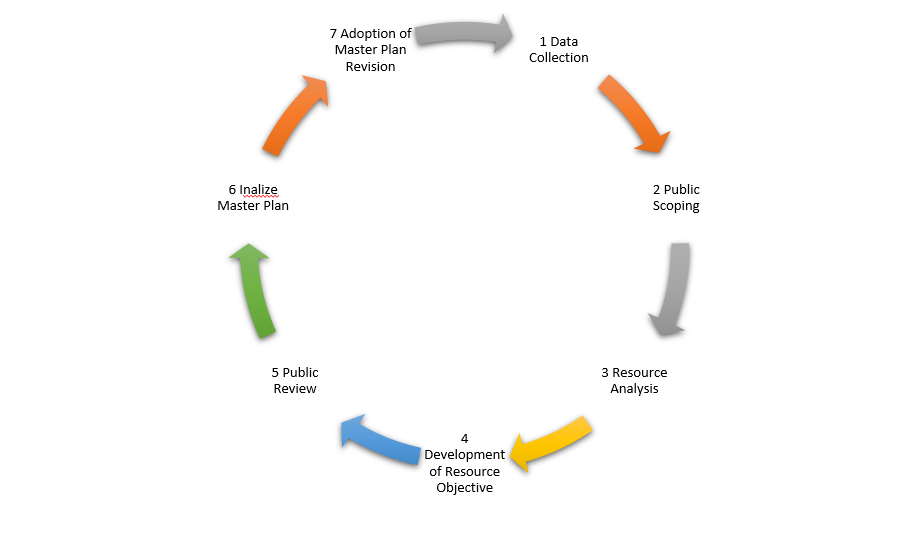 1 Data
Collection
2 Public
Scoping
3 Resource
Analysis
4
Development
of Resource
Objective
5 Public
Review
6 Inalize
Master Plan
7 Adoption of
Master Plan
Revision